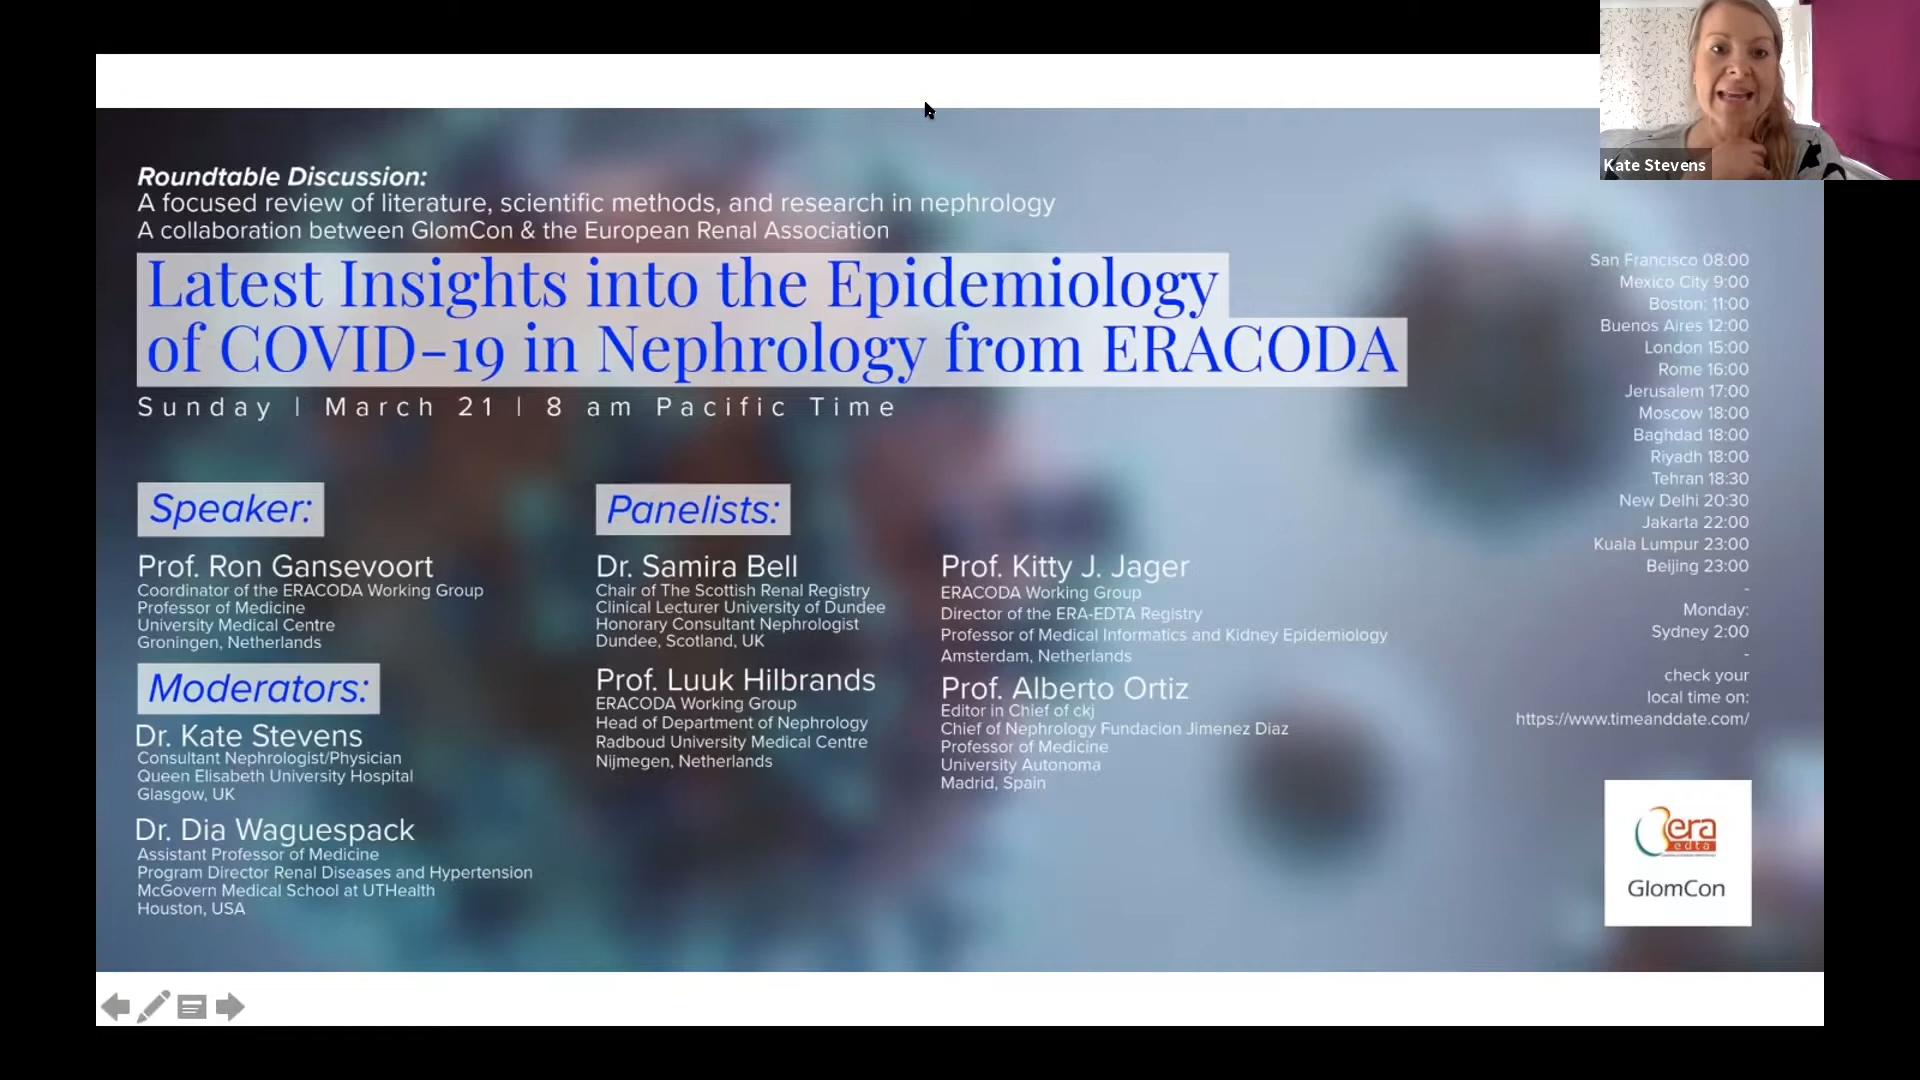 Kate Stevens
Roundtable Discussion:
A focused review of literature, scientific methods, and research in nephrology
A collaboration between GlomCon & the European Renal Association
Latest Insights into the Epidemiology
of COVID-19 in Nephrology from ERACODA
Sunday | March 21 | 8 am Pacific Time
Speaker:
Prof. Ron Gansevoort
Coordinator of the ERACODA Working Group
Professor of Medicine
University Medical Centre
Groningen, Netherlands
Moderators:
Dr. Kate Stevens
Consultant Nephrologist/Physician
Queen Elisabeth University Hospital
Glasgow, UK
Dr. Dia Waguespack
Assistant Professor of Medicine
Program Director Renal Diseases and Hypertension
McGovern Medical School at UTHealth
Houston, USA
Panelists:
Dr. Samira Bell
Chair of The Scottish Renal Registry
Clinical Lecturer University of Dundee
Honorary Consultant Nephrologist
Dundee, Scotland, UK
Prof. Luuk Hilbrands
ERACODA Working Group
Head of Department of Nephrology
Radboud University Medical Centre
Nijmegen, Netherlands
Prof. Kitty J. Jager
ERACODA Working Group
Director of the ERA-EDTA Registry
Professor of Medical Informatics and Kidney Epidemiology
Amsterdam, Netherlands
Prof. Alberto Ortiz
Editor in Chief of ckj
Chief of Nephrology Fundacion Jimenez Diaz
Professor of Medicine
University Autonoma
Madrid, Spain
San Francisco 08:00
Mexico City 9:00
Boston: 11:00
Buenos Aires 12:00
London 15:00
Rome 16:00
Jerusalem 17:00
Moscow 18:00
Baghdad 18:00
Riyadh 18:00
Tehran 18:30
New Delhi 20:30
Jakarta 22:00
Kuala Lumpur 23:00
Beijing 23:00
-
Monday:
Sydney 2:00
-
check your
local time on:
https://www.timeanddate.com/
era
edta
GlomCon